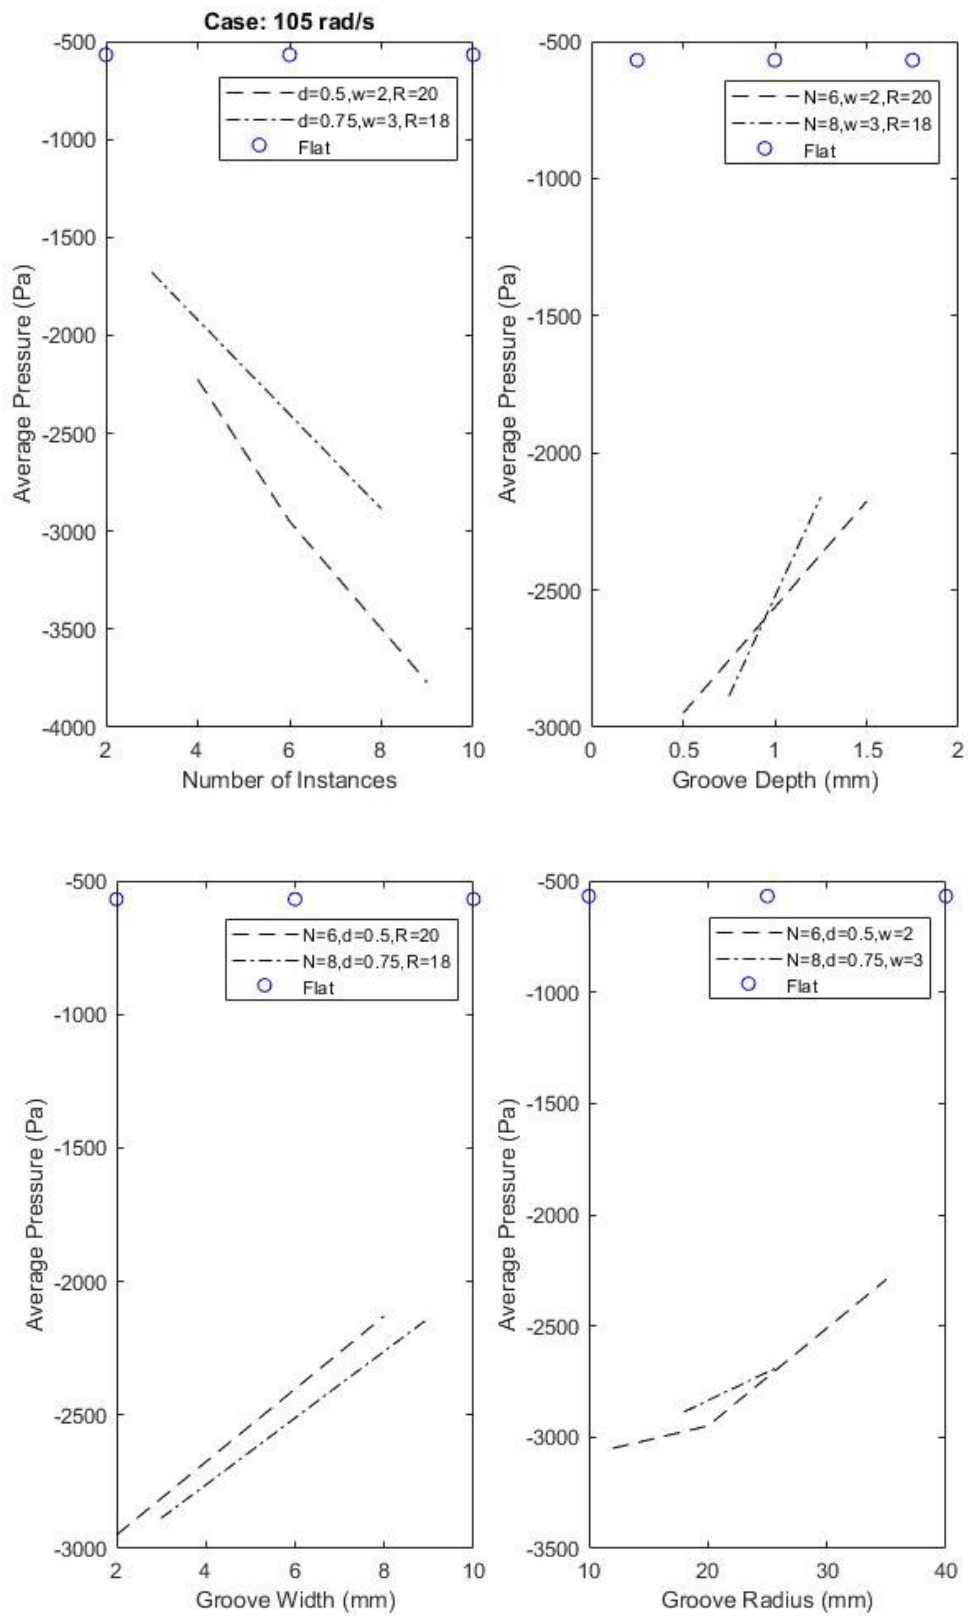 Case: 105 rad/s
-500
-1000
-1500
-2000
-2500
-3000
-3500
-4000
Average Pressure (Pa)
d=0.5,w=2,R=20
d=0.75,w=3,R=18
Flat
2 4 6 8 10
Number of Instances
-500
-1000
-1500
-2000
-2500
-3000
Average Pressure (Pa)
N=6,w=2,R=20
N=8,w=3,R=18
Flat
0 0.5 1 1.5 2
Groove Depth (mm)
-500
-1000
-1500
-2000
-2500
-3000
Average Pressure (Pa)
N=6,d=0.5,R=20
N=8,d=0.75,R=18
Flat
2 4 6 8 10
Groove Width (mm)
-500
-1000
-1500
-2000
-2500
-3000
-3500
Average Pressure (Pa)
N=6,d=0.5,w=2
N=8,d=0.75,w=3
Flat
10 20 30 40
Groove Radius (mm)